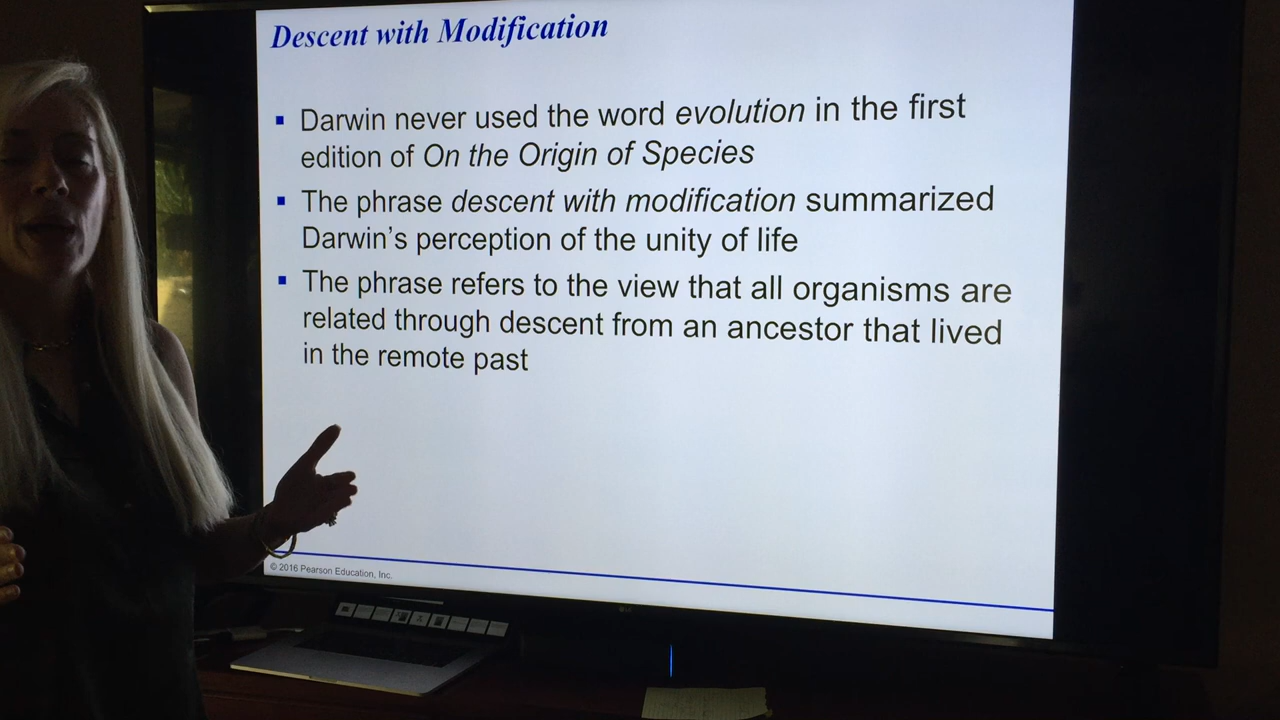 Descent with Modification
▪ Darwin never used the word evolution in the first
edition of On the Origin of Species
▪ The phrase descent with modification summarized
Darwin's perception of the unity of life
▪ The phrase refers to the view that all organisms are
related through descent from an ancestor that lived
in the remote past
© 2016 Pearson Education, Inc.
LG